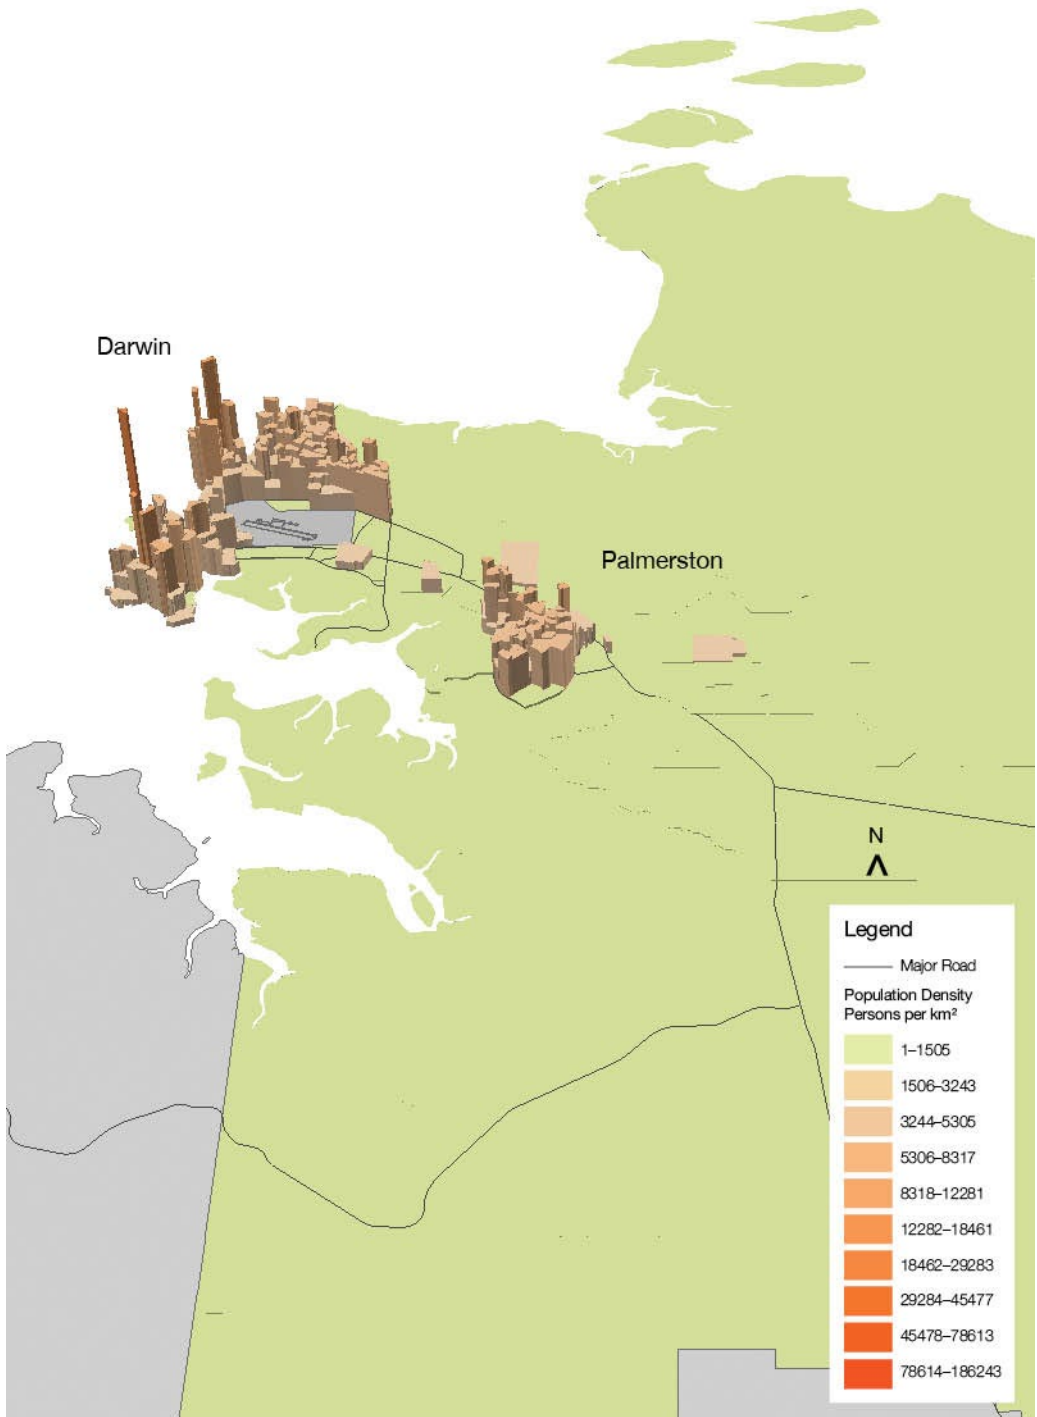 Darwin
Palmerston
N
Legend
Major Road
Population Density
Persons per km²
1–1505
1506–3243
3244–5305
5306–8317
8318–12281
12282–18461
18462–29283
29284–45477
45478–78613
78614–186243